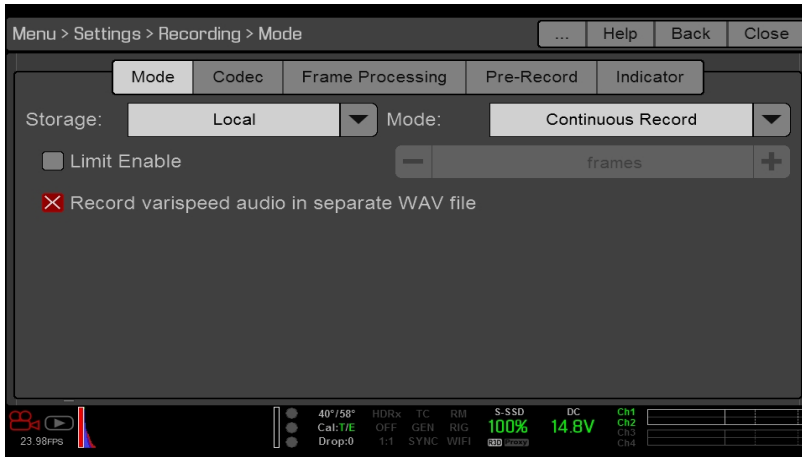 Menu > Settings > Recording > Mode ... Help Back Close
Mode Codec Frame Processing Pre-Record Indicator
Storage: Local Mode: Continuous Record
Limit Enable frames
Record varispeed audio in separate WAV file
40°/58° HDRx TC RM S-SSD DC Ch1
Cal:T/E OFF GEN RIG 100% 14.8V Ch2
23.98FPS Drop:0 1:1 SYNC WIFI R3D Proxy Ch3
Ch4